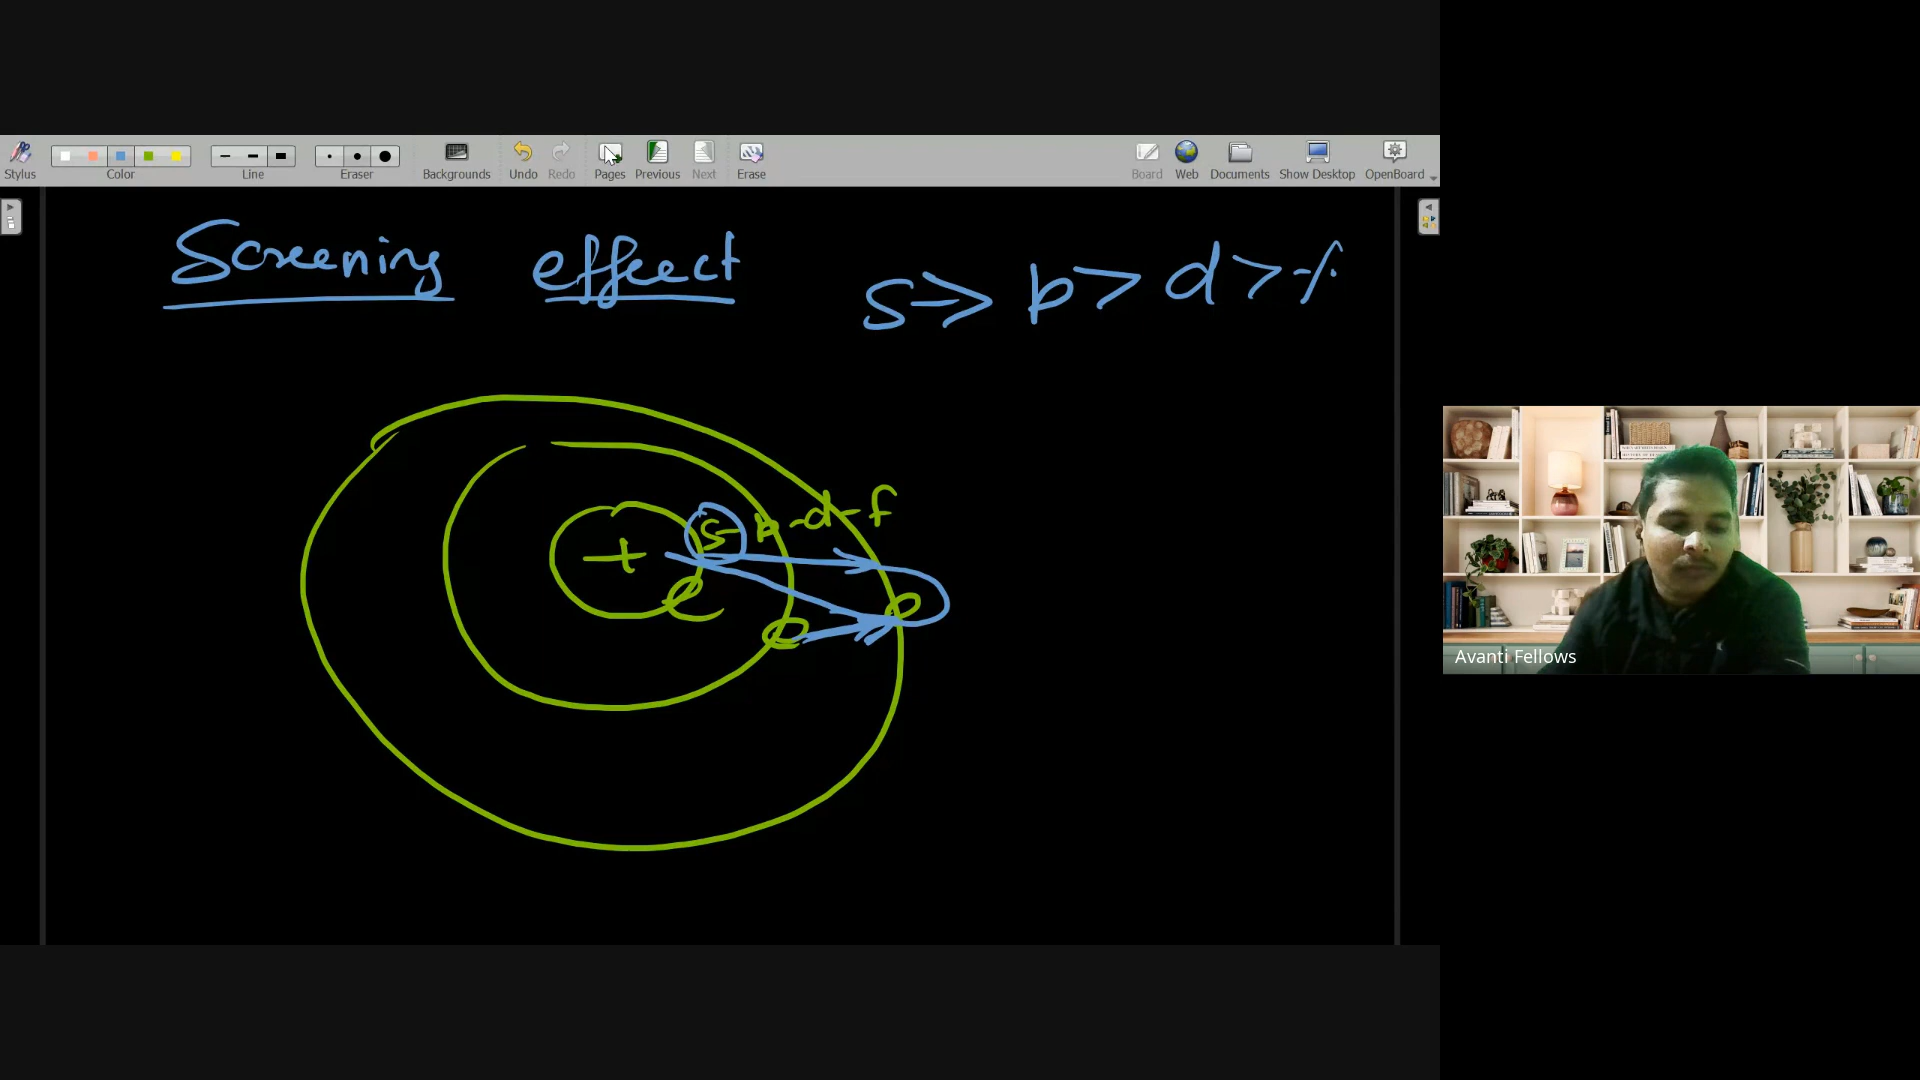 Stylus Color Line Eraser Backgrounds Undo Redo Pages Previous Next Erase Board Web Documents Show Desktop OpenBoard
Screening effeect s > p > d > f
+ s-p-d-f
e
e e
Avanti Fellows